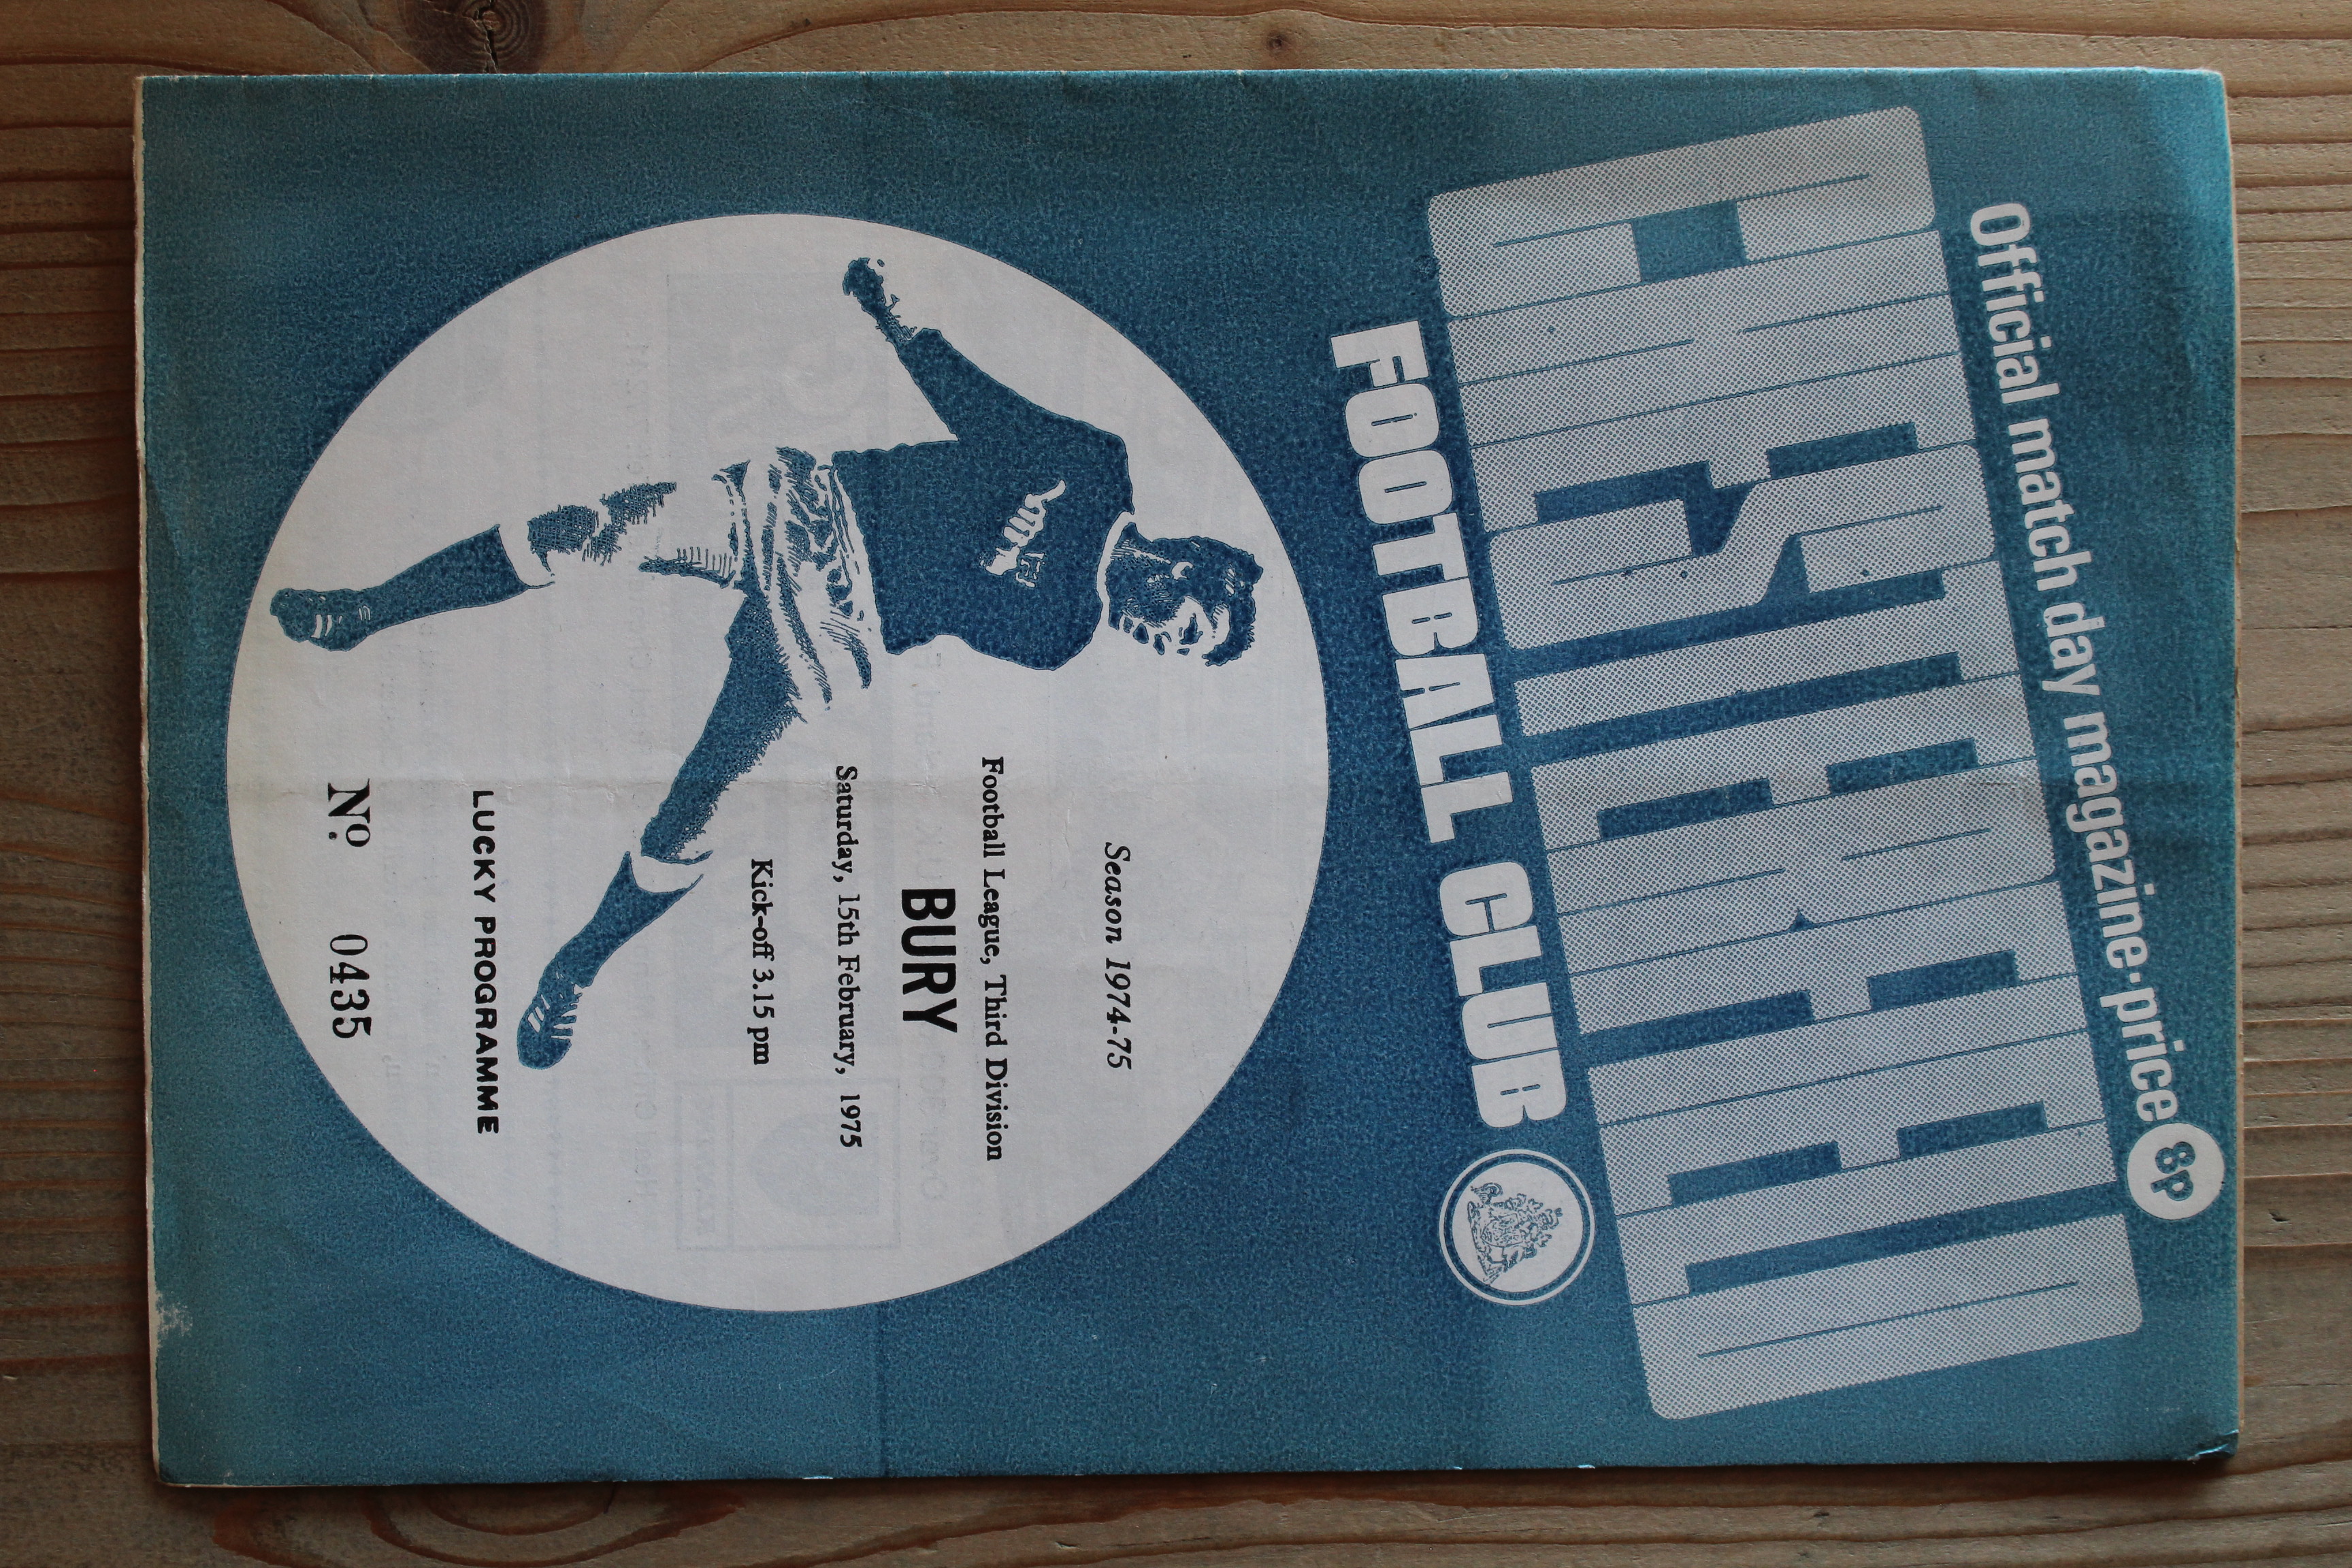 Official match day magazine·price 8p
CHESTERFIELD
FOOTBALL CLUB
Season 1974-75
Football League, Third Division
BURY
Saturday, 15th February, 1975
Kick-off 3.15 pm
LUCKY PROGRAMME
Nº. 0435